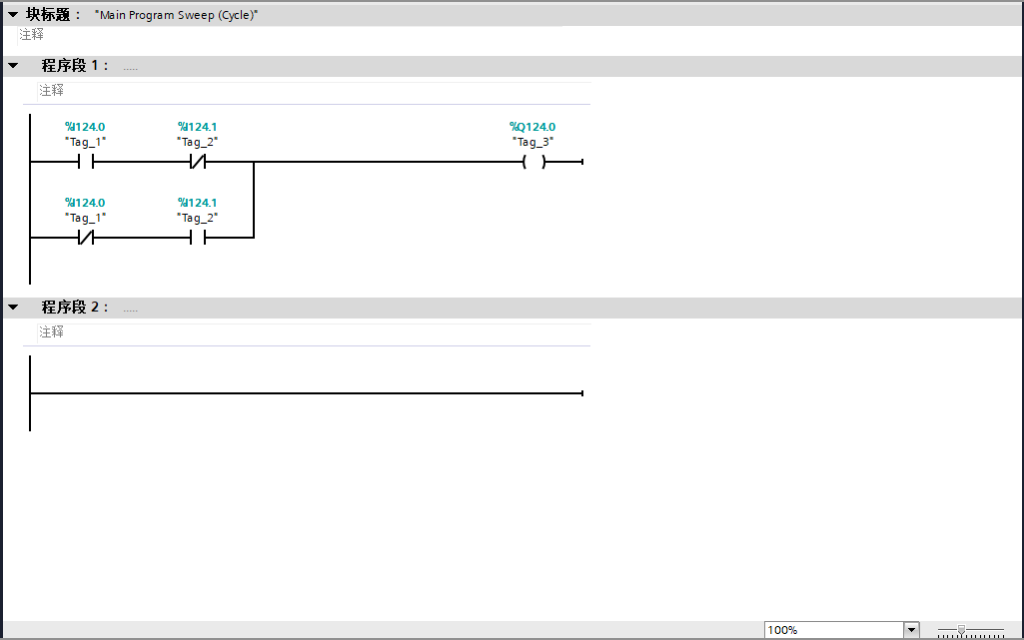 块标题： "Main Program Sweep (Cycle)"
注释
程序段 1： .....
注释
%I124.0 %I124.1 %Q124.0
"Tag_1" "Tag_2" "Tag_3"
%I124.0 %I124.1
"Tag_1" "Tag_2"
程序段 2： .....
注释
100%